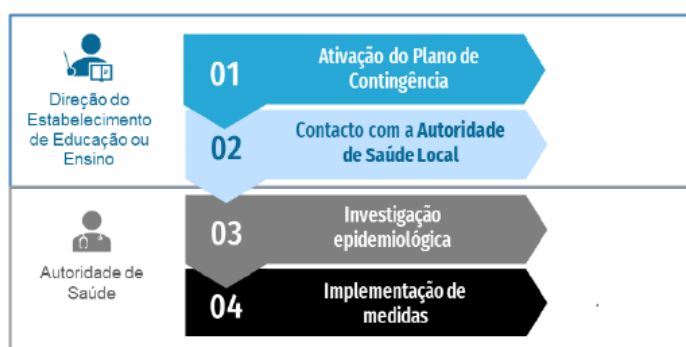 Direção do
Estabelecimento
de Educação ou
Ensino
01
Ativação do Plano de
Contingência
02
Contacto com a Autoridade
de Saúde Local
Autoridade de
Saúde
03
Investigação
epidemiológica
04
Implementação de
medidas
.